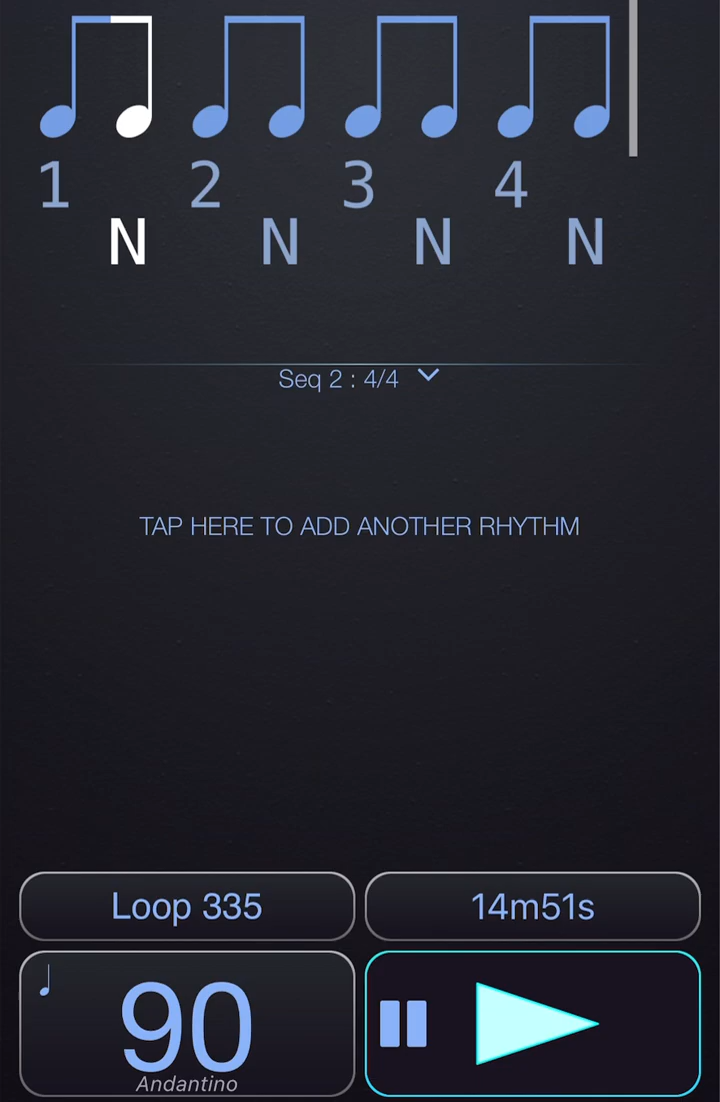 1 2 3 4
N N N N
Seq 2 : 4/4
TAP HERE TO ADD ANOTHER RHYTHM
Loop 335
14m51s
90
Andantino